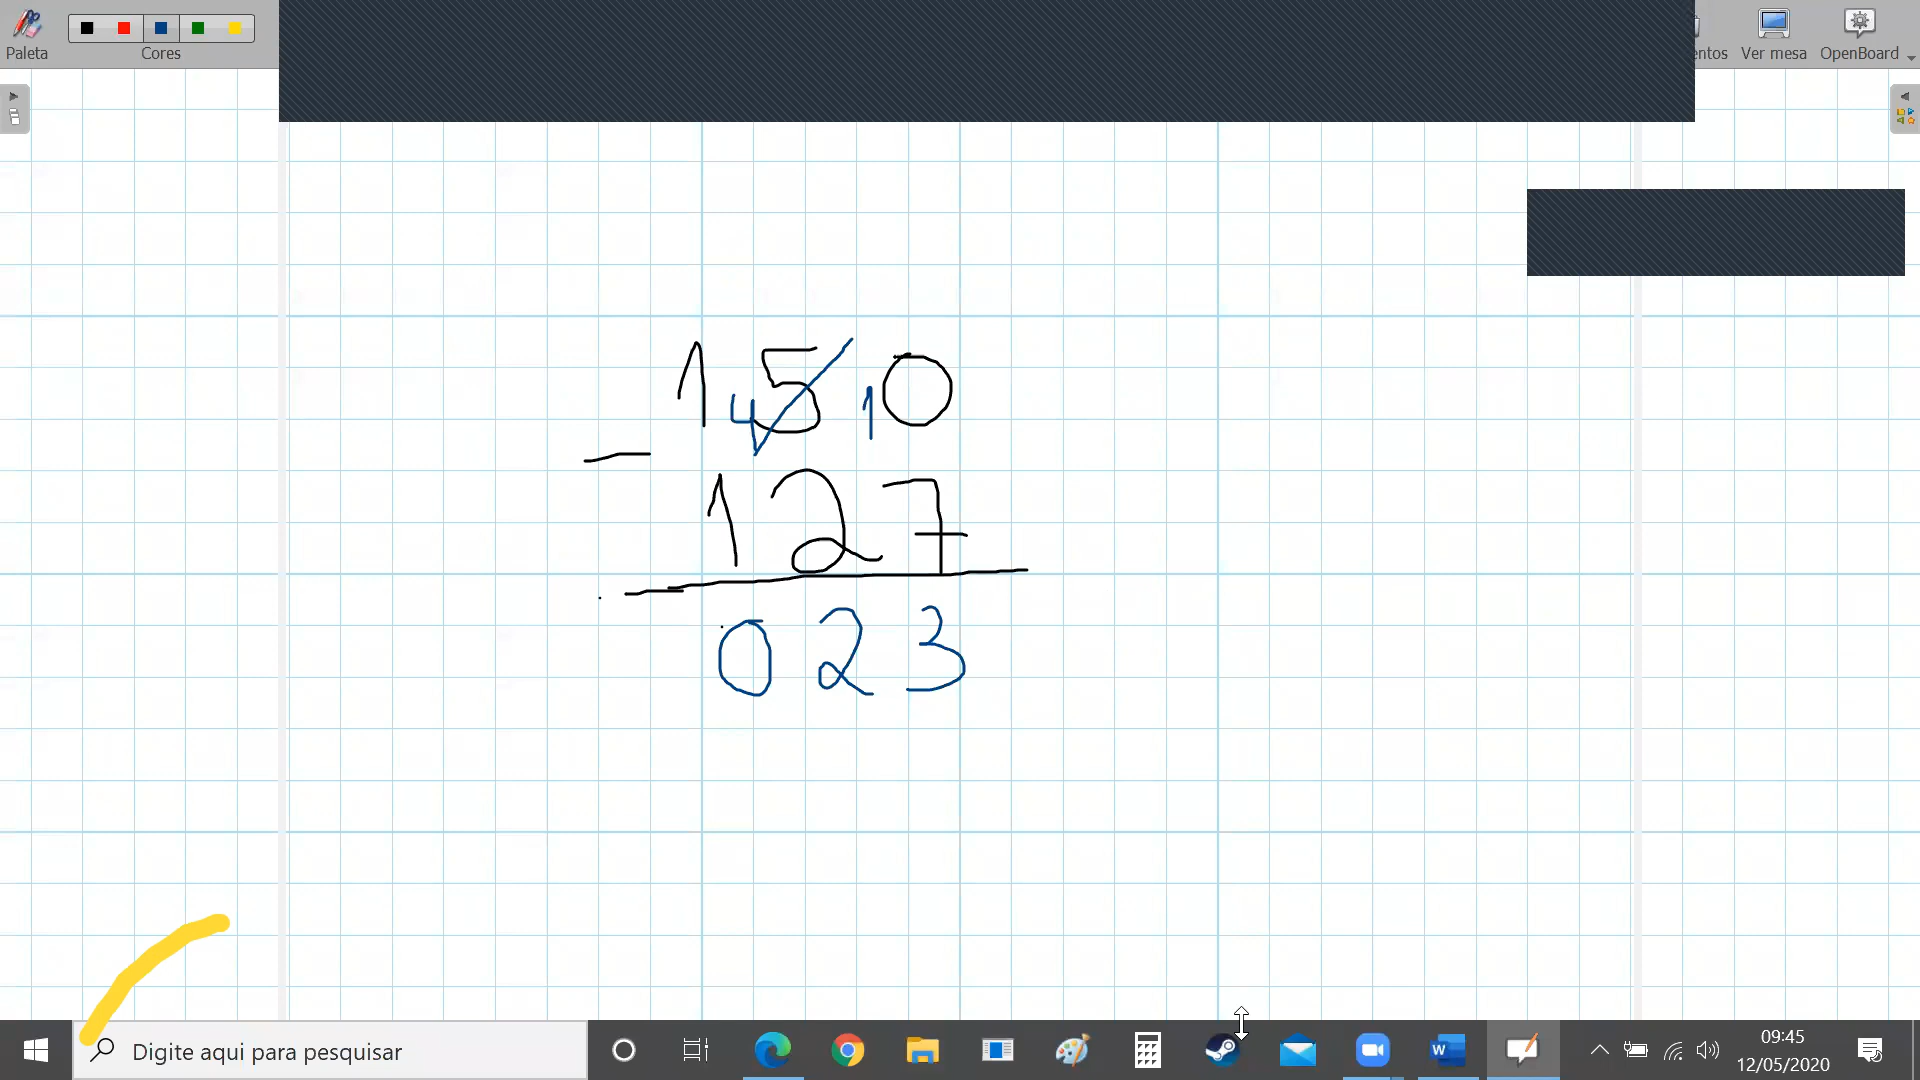 Paleta
Cores
entos
Ver mesa
OpenBoard
1 4 5 1 0
-
1 2 7
0 2 3
Digite aqui para pesquisar
09:45
12/05/2020